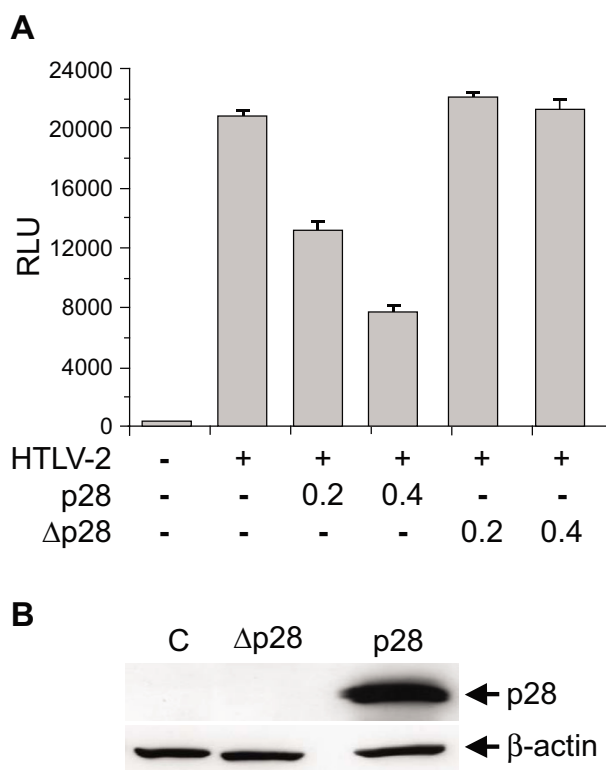 A
24000
20000
16000
12000
8000
4000
0
RLU
HTLV-2 - + + + + +
p28 - - 0.2 0.4 - -
Δp28 - - - - 0.2 0.4
B
C Δp28 p28
p28
β-actin